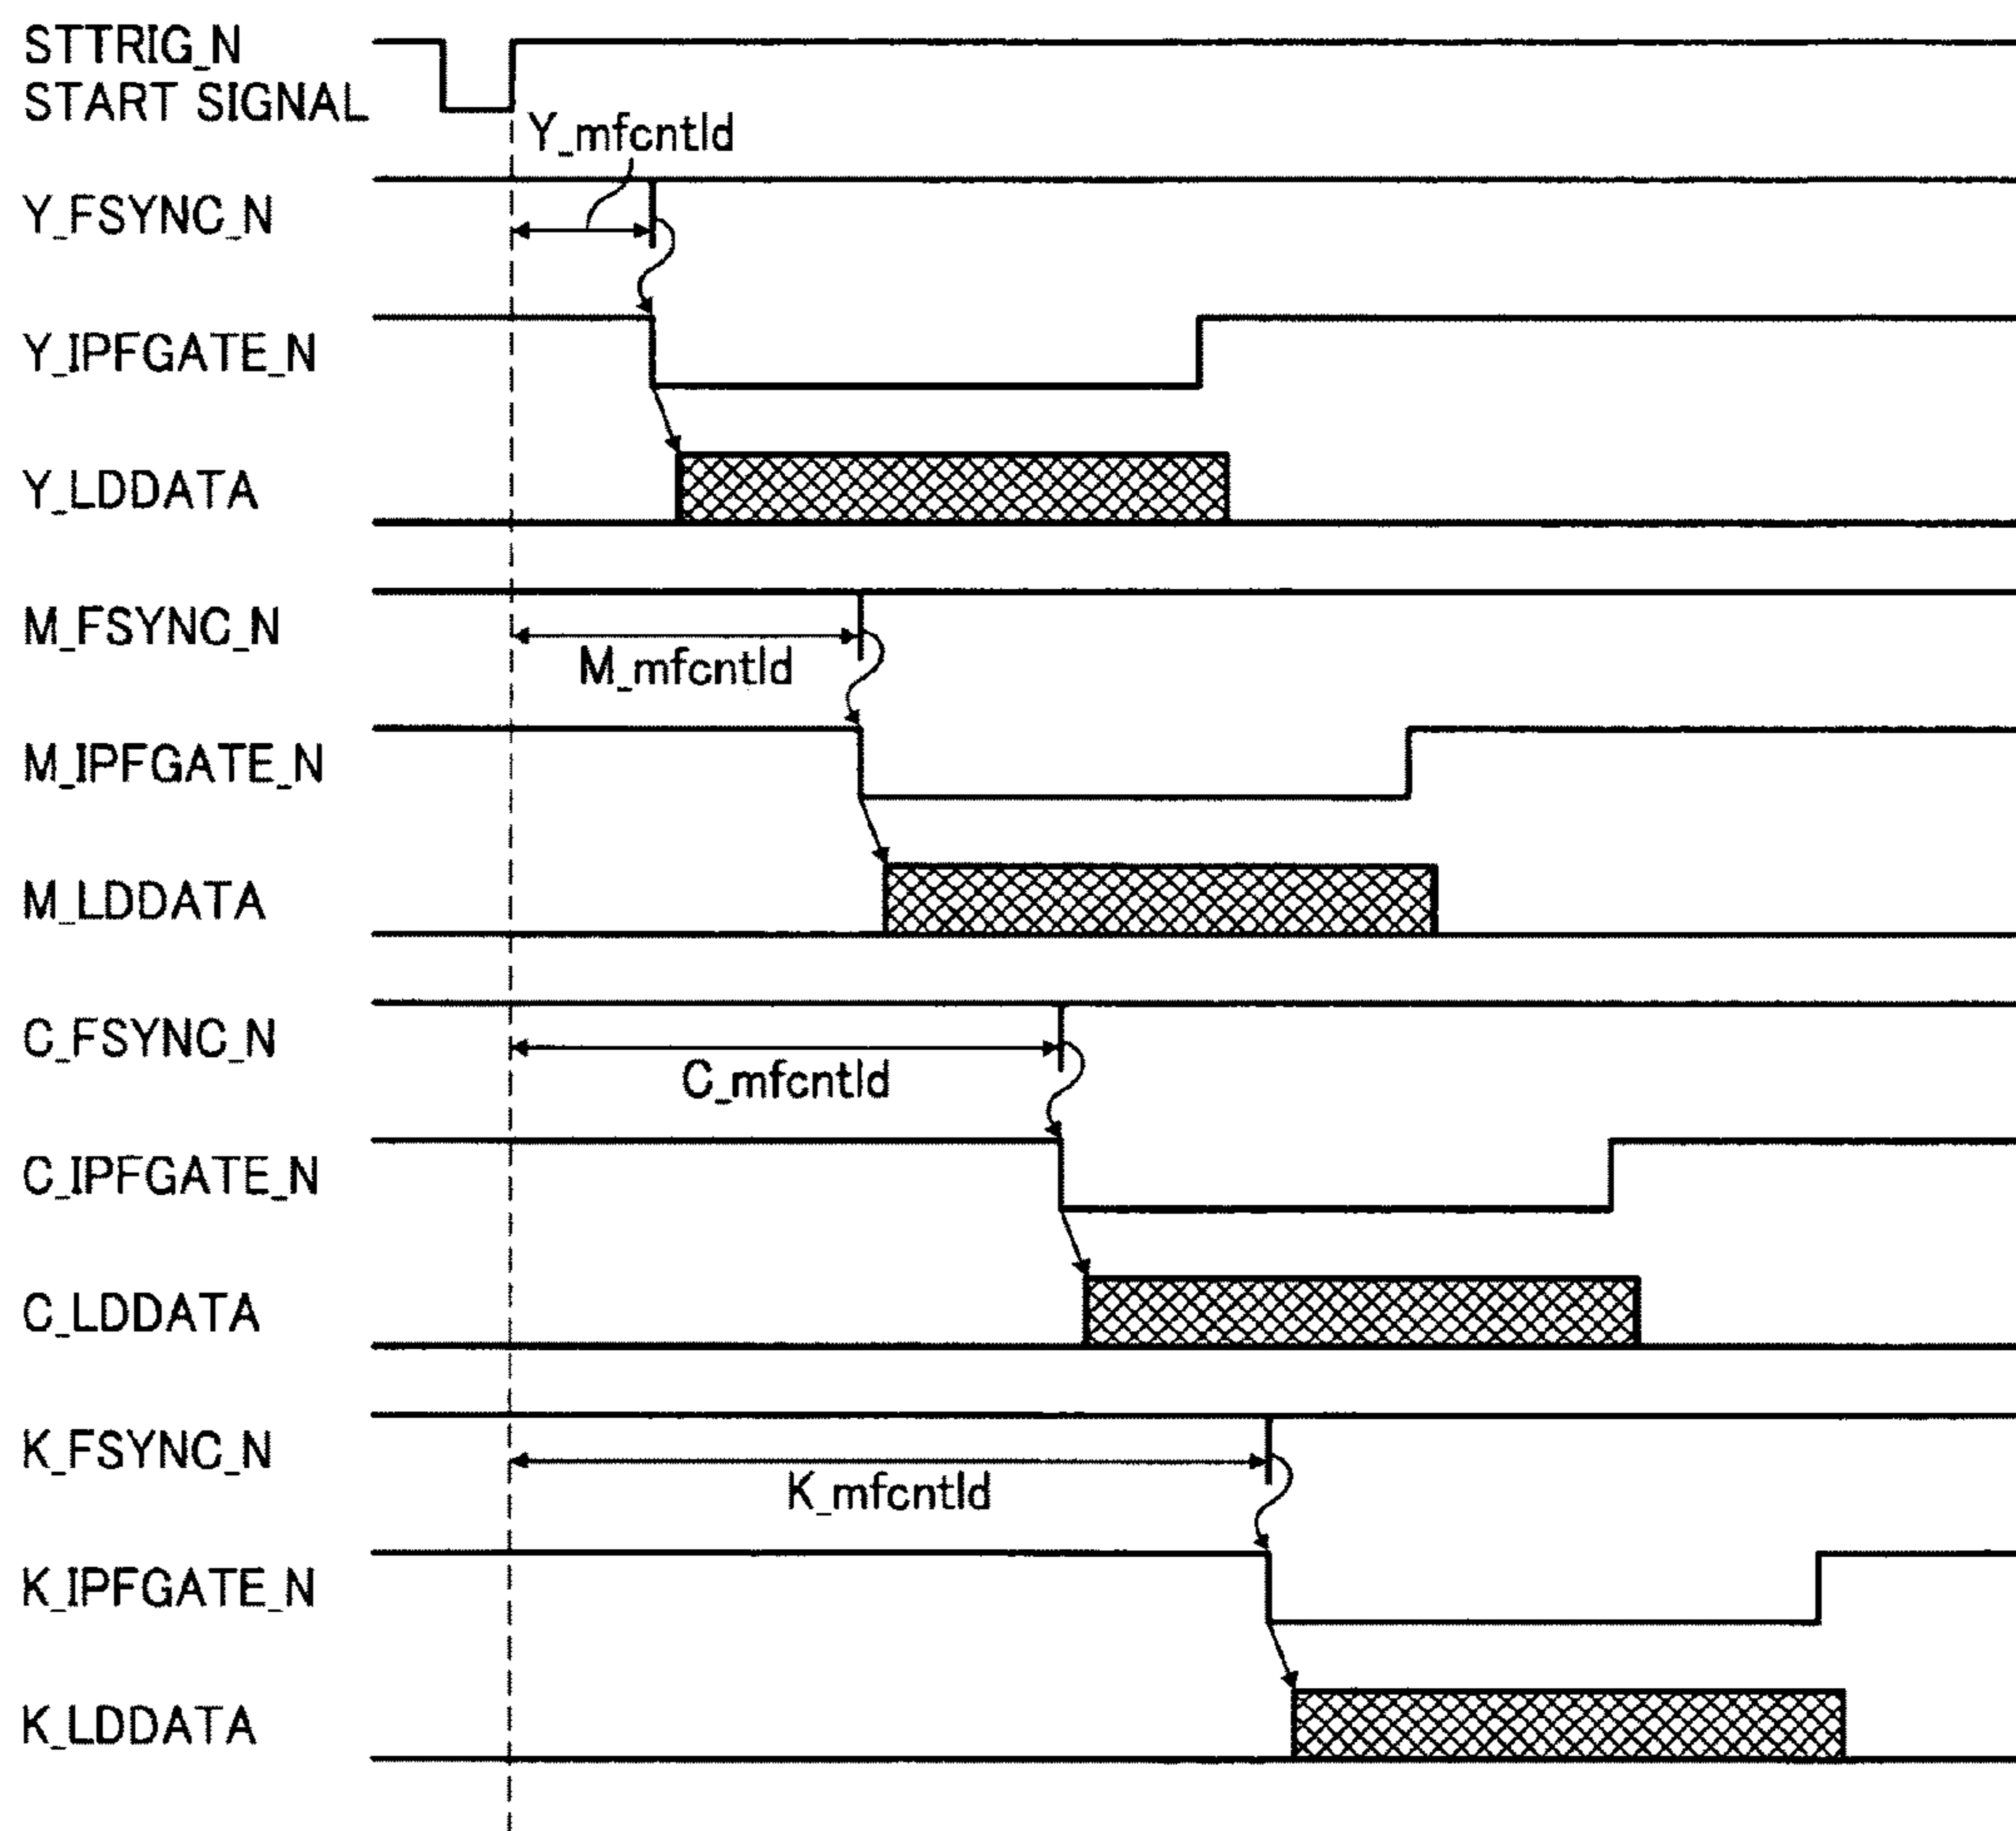 STTRIG_N
START SIGNAL
Y_mfcntld
Y_FSYNC_N
Y_IPFGATE_N
Y_LDDATA
M_FSYNC_N
M_mfcntld
M_IPFGATE_N
M_LDDATA
C_FSYNC_N
C_mfcntld
C_IPFGATE_N
C_LDDATA
K_FSYNC_N
K_mfcntld
K_IPFGATE_N
K_LDDATA